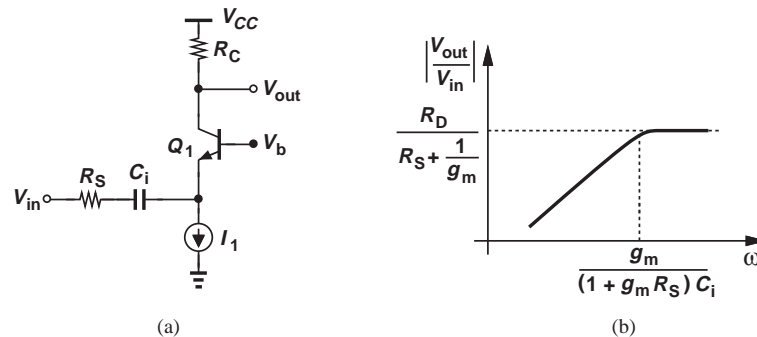 V_CC
R_C
V_out
Q_1
V_b
R_S
C_i
V_in
I_1
(a)
|V_out / V_in|
R_D / (R_S + 1/g_m)
g_m / ((1 + g_m R_S) C_i)
ω
(b)